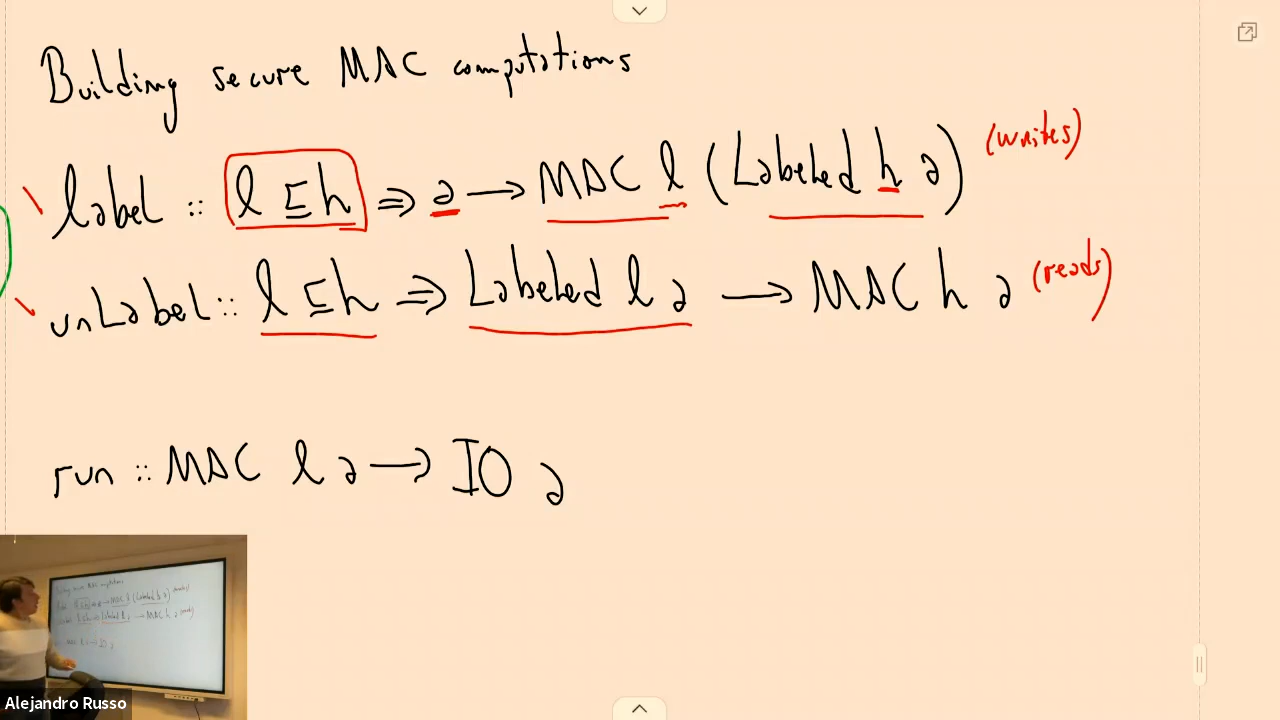 Building secure MAC computations
label :: l ⊑ h ⇒ a → MAC l (Labeled h a) (writes)
unLabel :: l ⊑ h ⇒ Labeled l a → MAC h a (reads)
run :: MAC l a → IO a
Alejandro Russo